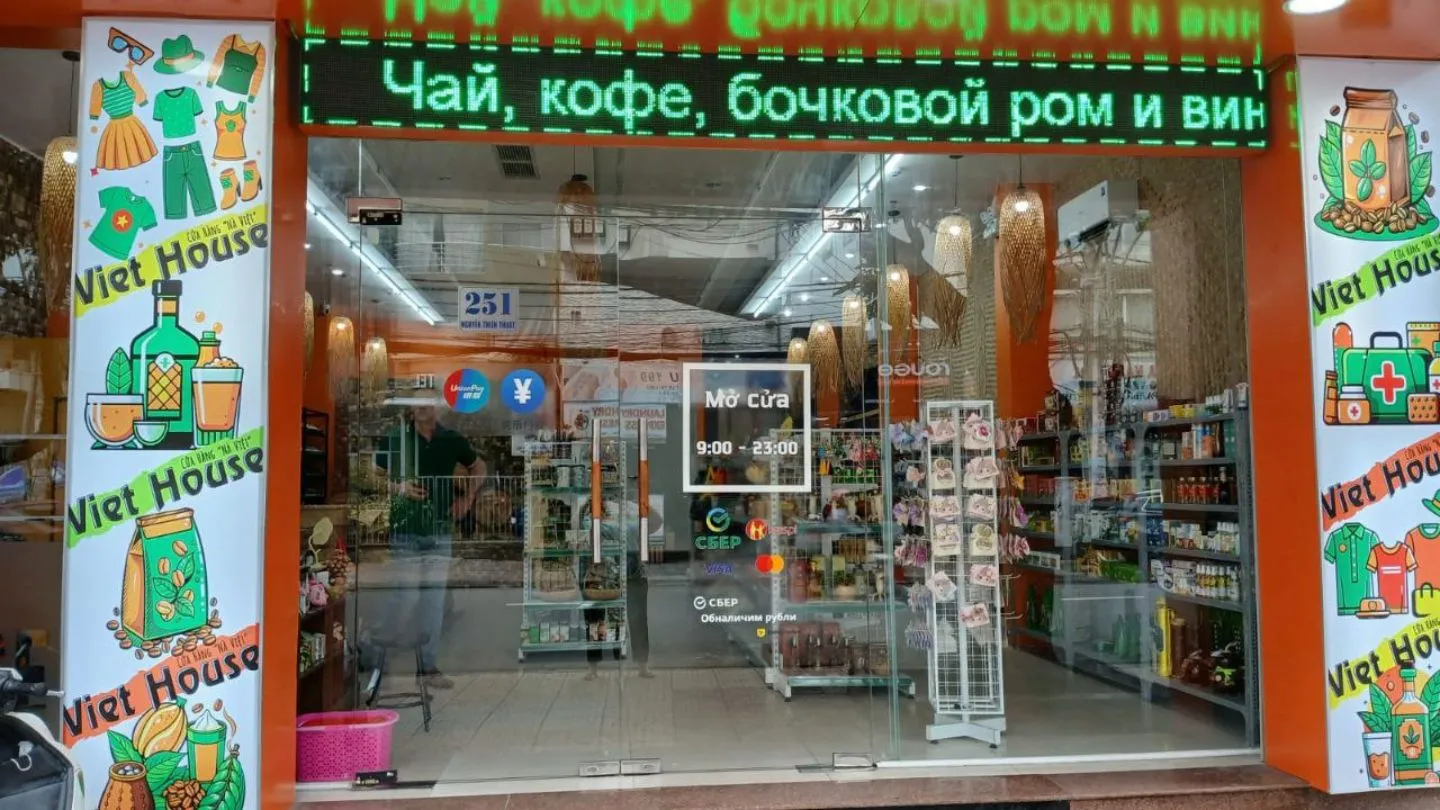 Чай, кофе, бочковой ром и вин
CỬA HÀNG "NÀ VIỆT"
Viet House
Viet House
CỬA HÀNG "NÀ VIỆT"
Viet House
CỬA HÀNG "NÀ VIỆT"
Viet House
251
NGUYỄN THIỆN THUẬT
UnionPay
银联
¥
Mở cửa
9:00 - 23:00
СБЕР
VISA
СБЕР
Обналичим рубли
Viet House
Viet House
Viet House